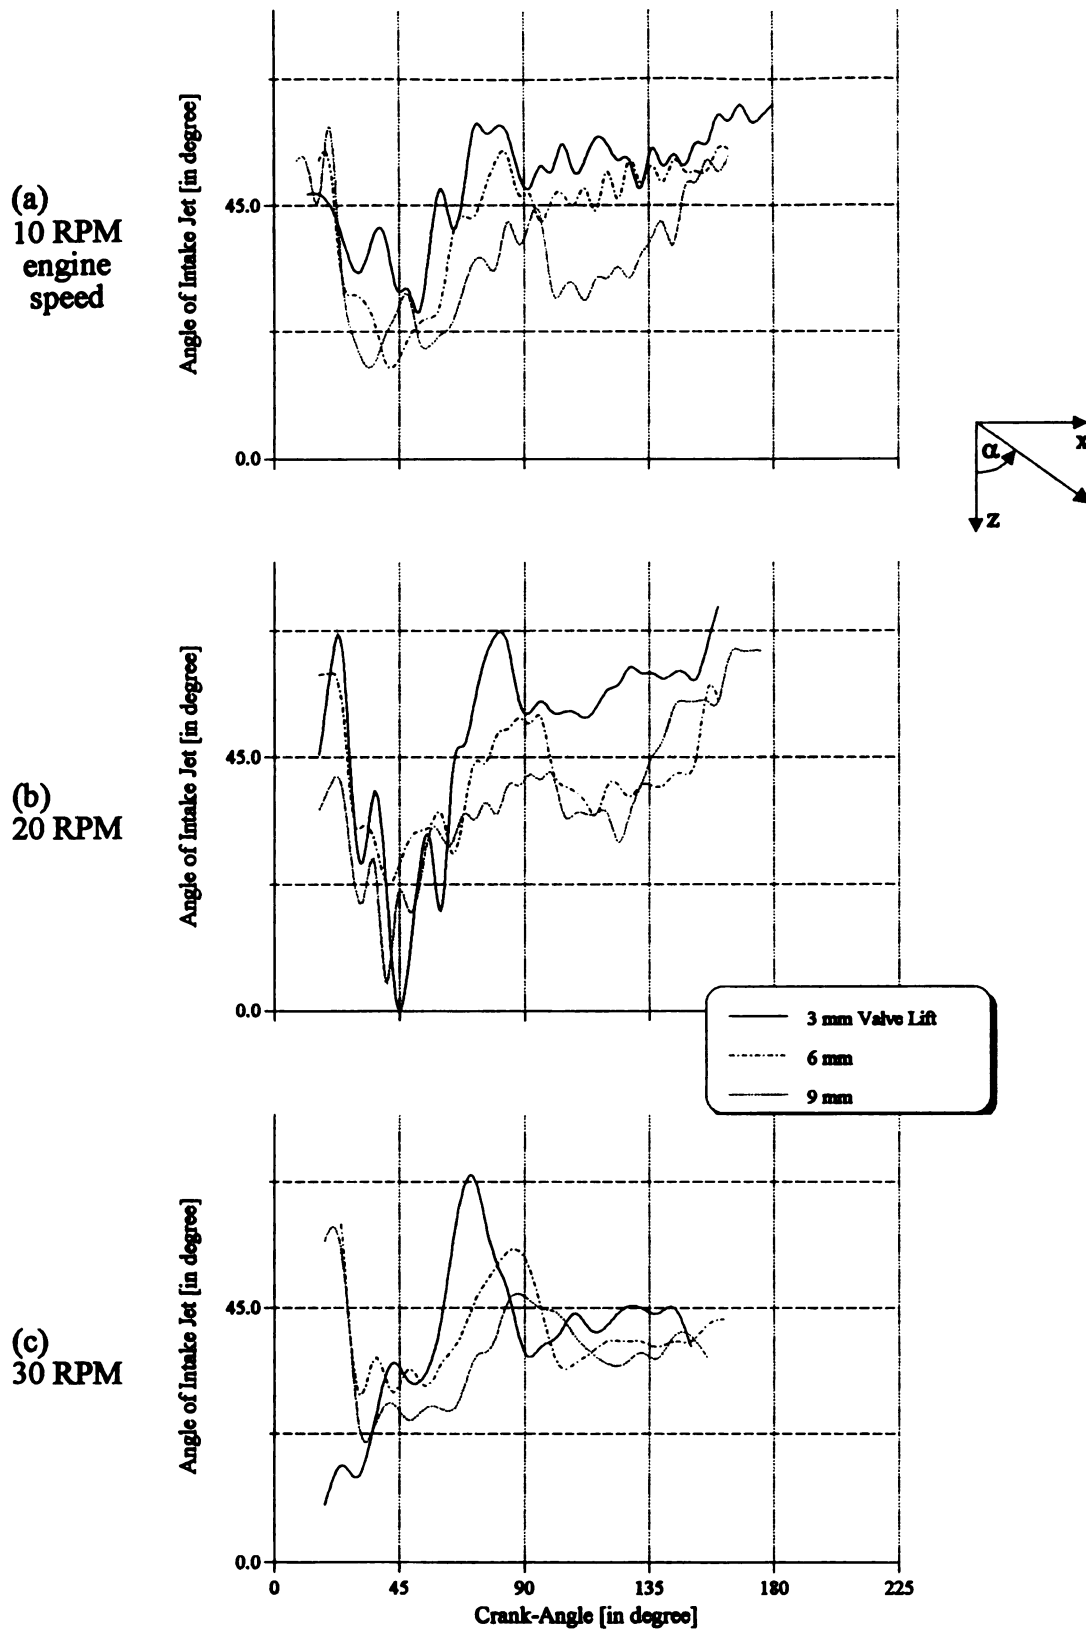 (a)
10 RPM
engine
speed
Angle of Intake Jet [in degree]
45.0
0.0
α
x
z
(b)
20 RPM
Angle of Intake Jet [in degree]
45.0
0.0
3 mm Valve Lift
6 mm
9 mm
(c)
30 RPM
Angle of Intake Jet [in degree]
45.0
0.0
0 45 90 135 180 225
Crank-Angle [in degree]